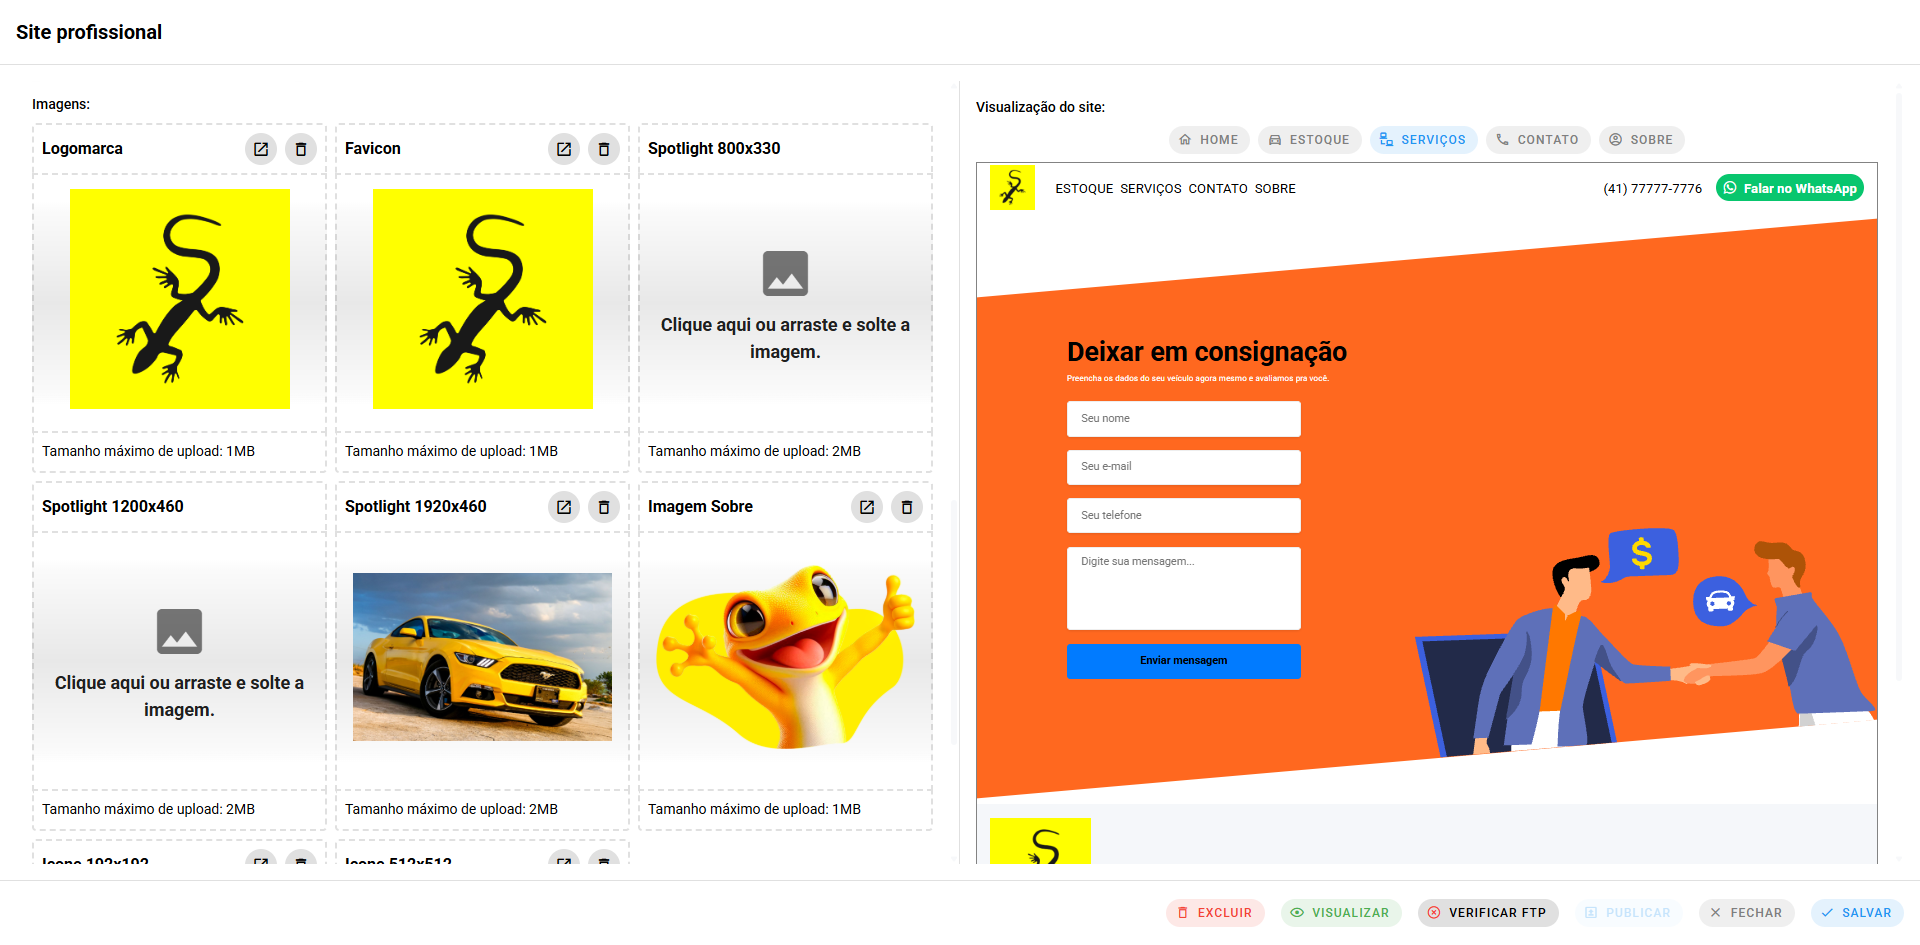 Site profissional
Imagens:
Logomarca
Favicon
Spotlight 800x330
Clique aqui ou arraste e solte a
imagem.
Tamanho máximo de upload: 1MB
Tamanho máximo de upload: 1MB
Tamanho máximo de upload: 2MB
Spotlight 1200x460
Spotlight 1920x460
Imagem Sobre
Clique aqui ou arraste e solte a
imagem.
Tamanho máximo de upload: 2MB
Tamanho máximo de upload: 2MB
Tamanho máximo de upload: 1MB
Icone 192x192
Icone 512x512
Visualização do site:
HOME
ESTOQUE
SERVIÇOS
CONTATO
SOBRE
ESTOQUE SERVIÇOS CONTATO SOBRE
(41) 77777-7776
Falar no WhatsApp
Deixar em consignação
Preencha os dados do seu veículo agora mesmo e avaliamos pra você.
Seu nome
Seu e-mail
Seu telefone
Digite sua mensagem...
Enviar mensagem
$
EXCLUIR
VISUALIZAR
VERIFICAR FTP
PUBLICAR
FECHAR
SALVAR